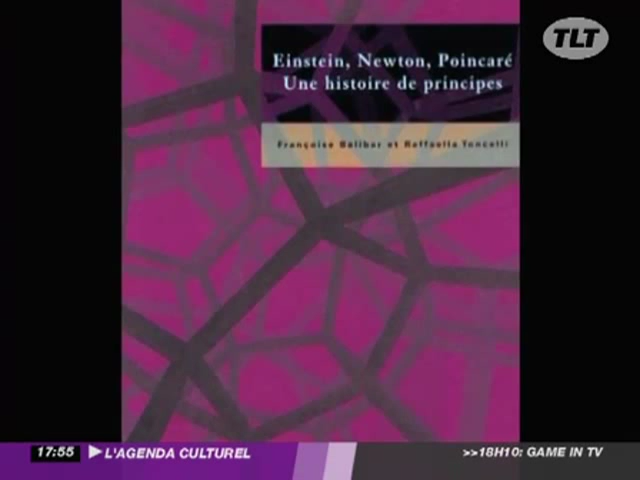 TLT
Einstein, Newton, Poincaré
Une histoire de principes
Françoise Balibar et Raffaella Toncelli
17:55
L'AGENDA CULTUREL
>>18H10: GAME IN TV